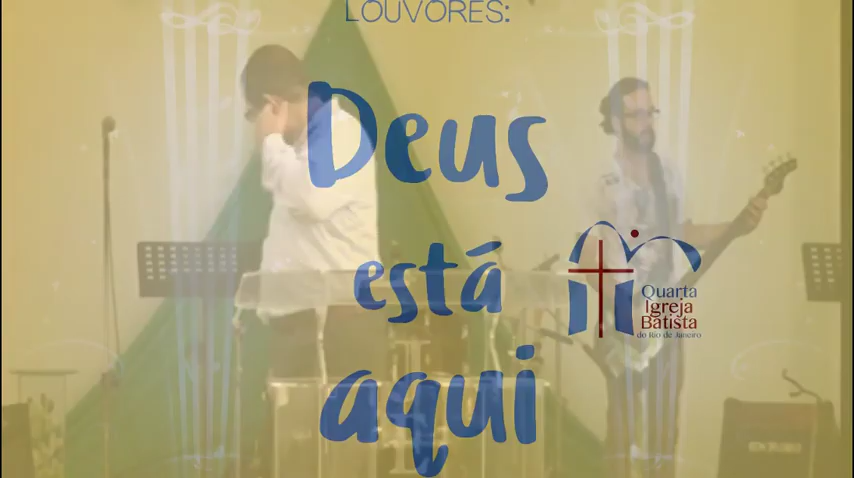 LOUVORES:
Deus
está
aqui
Quarta
Igreja
Batista
do Rio de Janeiro